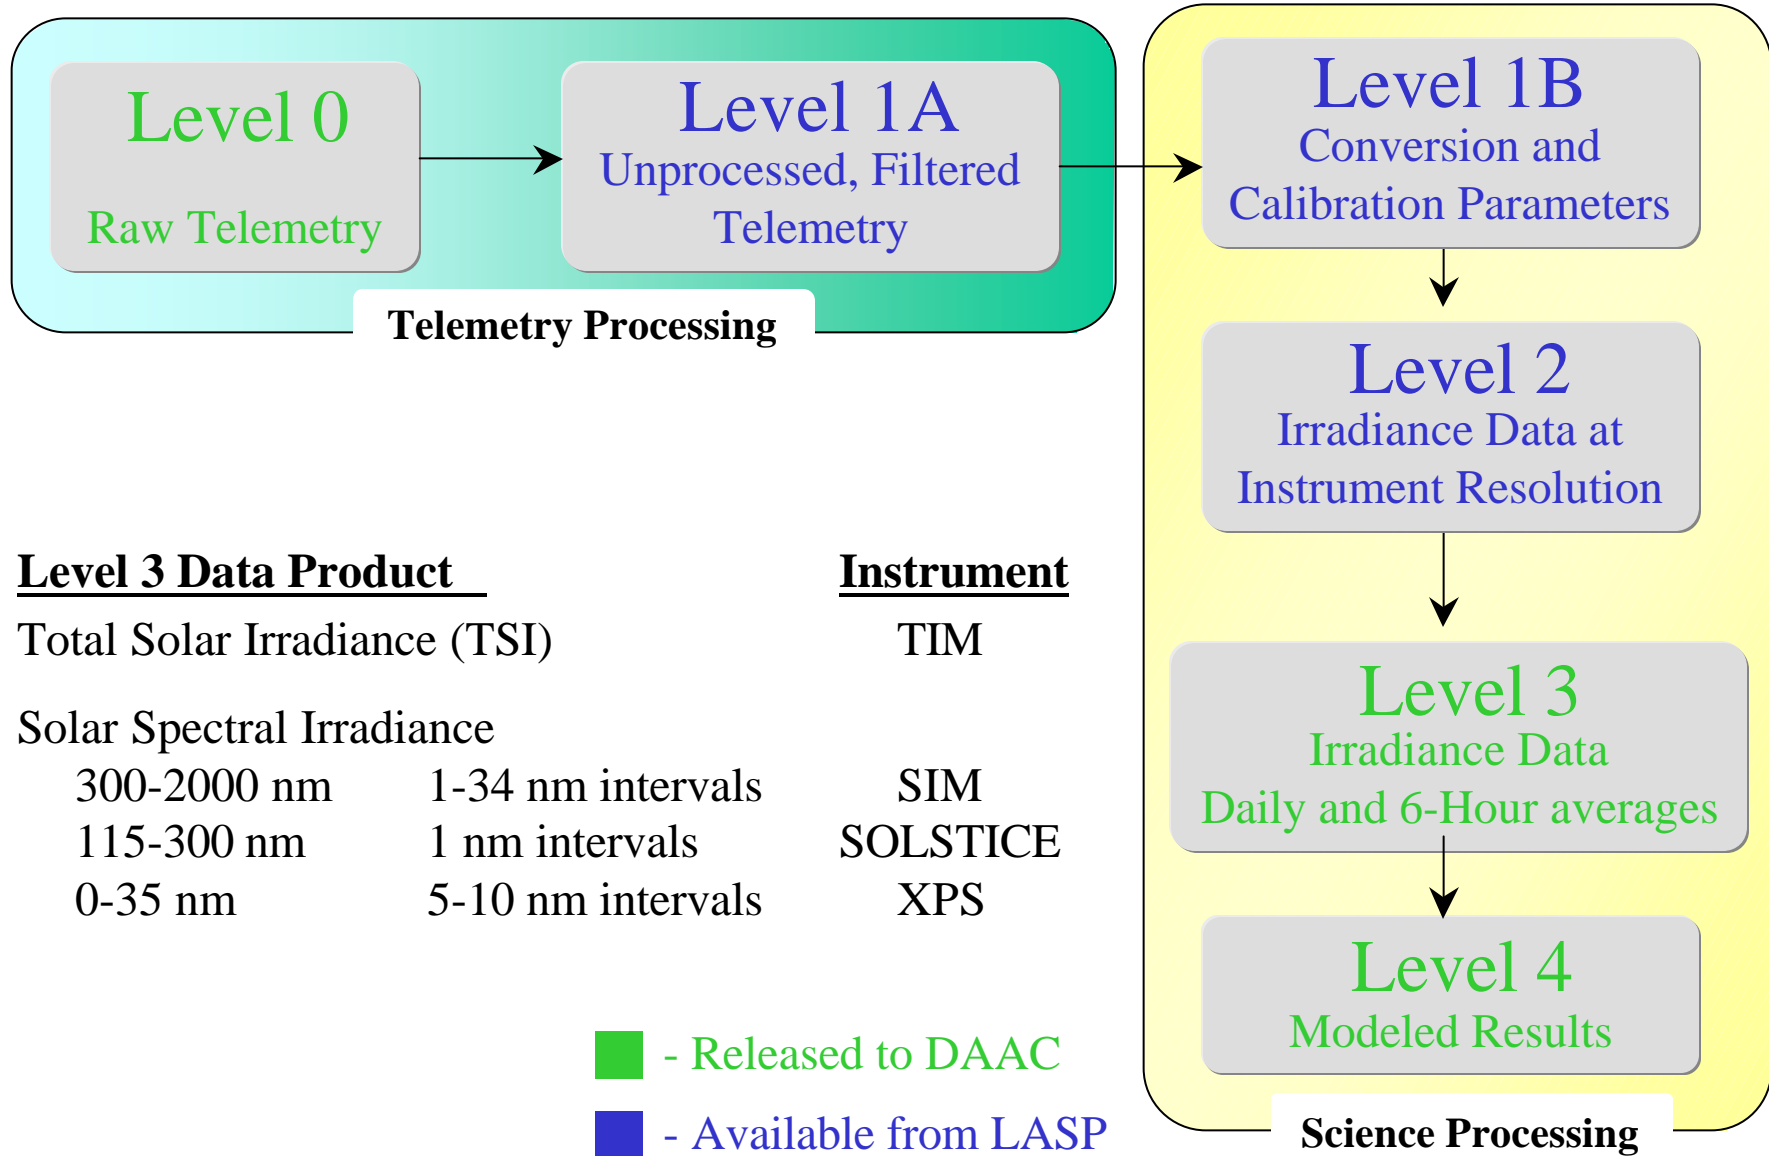 Level 0
Raw Telemetry
Level 1A
Unprocessed, Filtered
Telemetry
Telemetry Processing
Level 1B
Conversion and
Calibration Parameters
Level 2
Irradiance Data at
Instrument Resolution
Level 3
Irradiance Data
Daily and 6-Hour averages
Level 4
Modeled Results
Science Processing
Level 3 Data Product Instrument
Total Solar Irradiance (TSI) TIM
Solar Spectral Irradiance
300-2000 nm 1-34 nm intervals SIM
115-300 nm 1 nm intervals SOLSTICE
0-35 nm 5-10 nm intervals XPS
- Released to DAAC
- Available from LASP